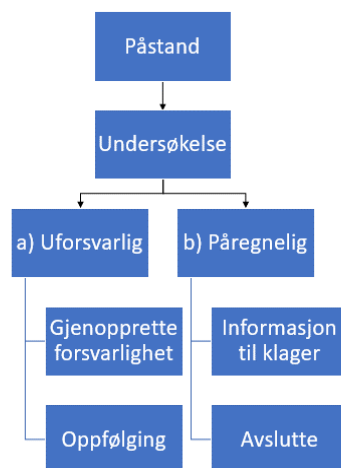 Påstand
Undersøkelse
a) Uforsvarlig
b) Påregnelig
Gjenopprette
forsvarlighet
Informasjon
til klager
Oppfølging
Avslutte